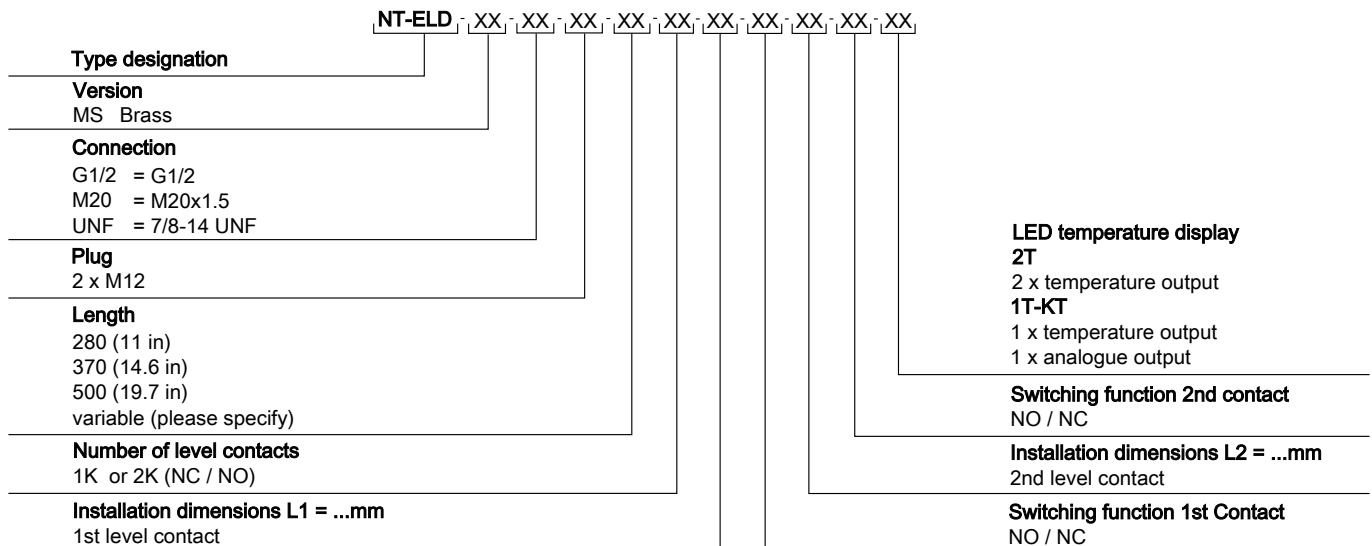 NT-ELD - XX - XX - XX - XX - XX - XX - XX - XX - XX - XX
Type designation
Version
MS Brass
Connection
G1/2 = G1/2
M20 = M20x1.5
UNF = 7/8-14 UNF
Plug
2 x M12
Length
280 (11 in)
370 (14.6 in)
500 (19.7 in)
variable (please specify)
Number of level contacts
1K or 2K (NC / NO)
Installation dimensions L1 = ...mm
1st level contact
LED temperature display
2T
2 x temperature output
1T-KT
1 x temperature output
1 x analogue output
Switching function 2nd contact
NO / NC
Installation dimensions L2 = ...mm
2nd level contact
Switching function 1st Contact
NO / NC